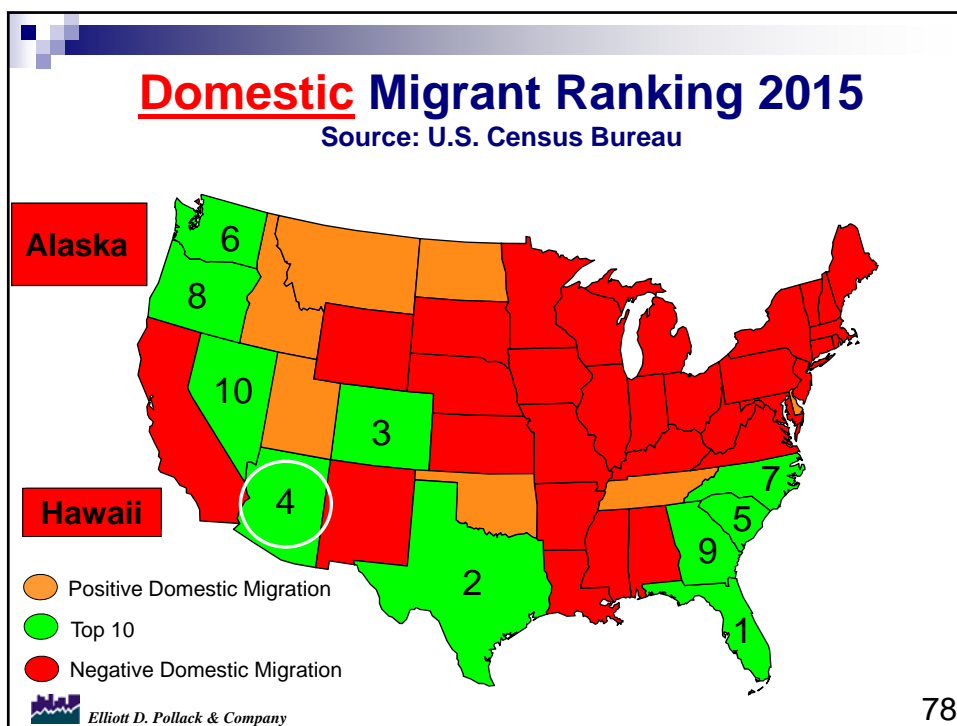 Domestic Migrant Ranking 2015
Source: U.S. Census Bureau
Alaska
6
8
10
3
7
Hawaii
4
5
9
2
1
Positive Domestic Migration
Top 10
Negative Domestic Migration
Elliott D. Pollack & Company
78